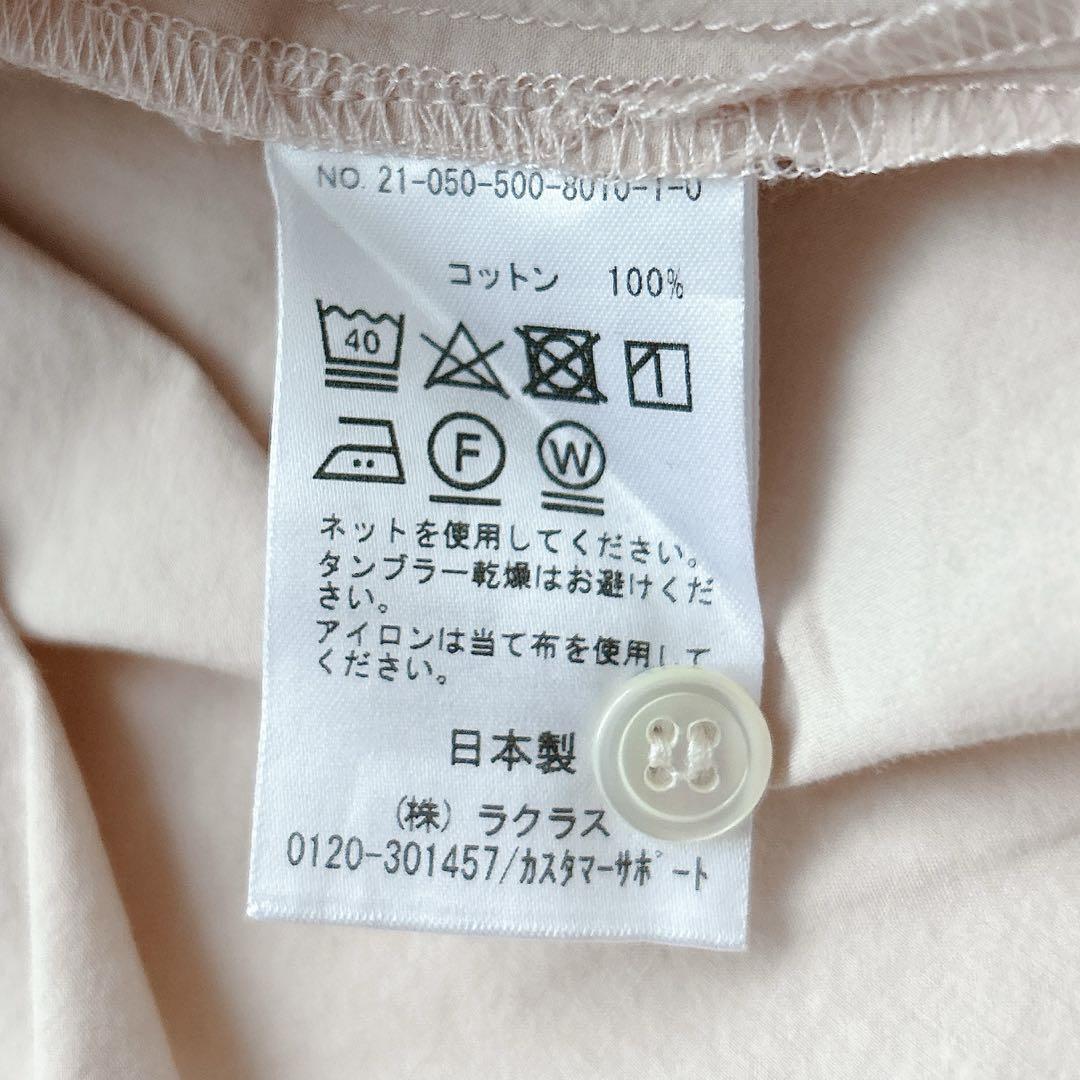 NO. 21-050-500-8010-1-0
コットン 100%
40
F W
ネットを使用してください。
タンブラー乾燥はお避けくだ
さい。
アイロンは当て布を使用して
ください。
日本製
(株) ラクラス
0120-301457/カスタマーサポート